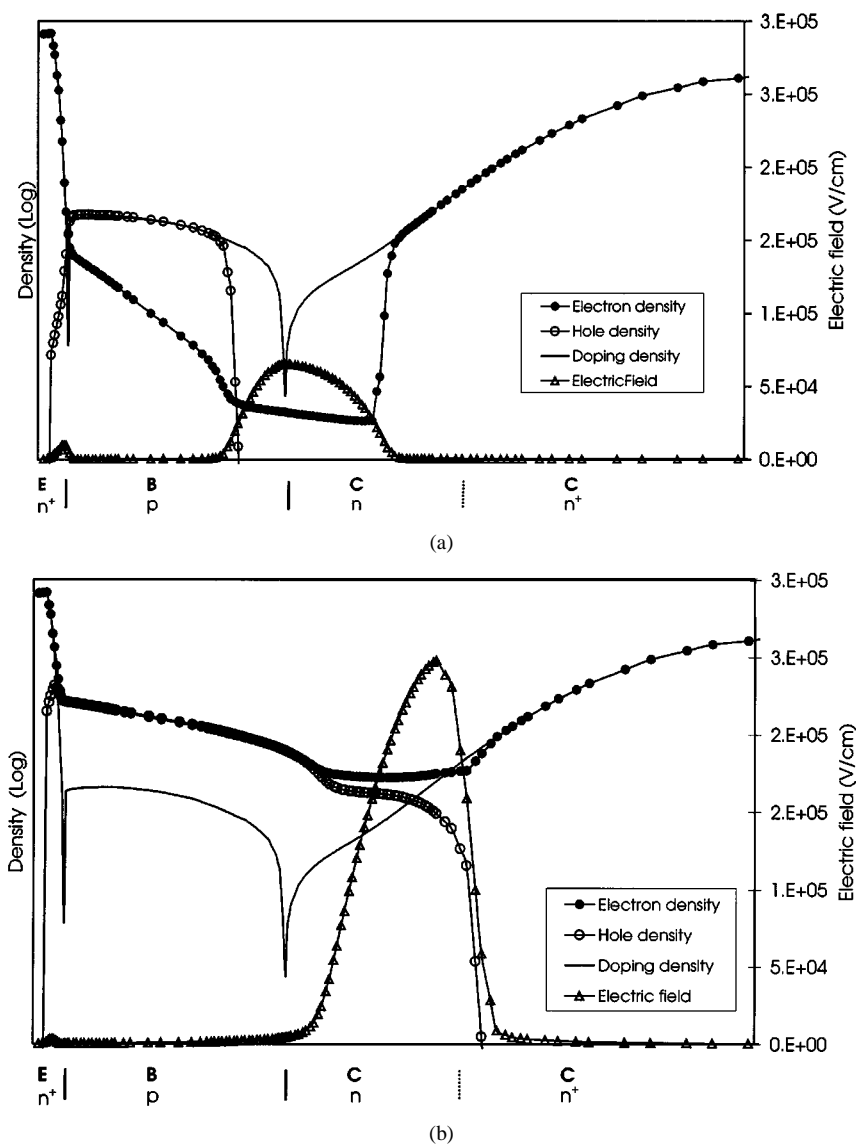 3.E+05
3.E+05
2.E+05
2.E+05
1.E+05
5.E+04
0.E+00
Density (Log)
Electric field (V/cm)
Electron density
Hole density
Doping density
ElectricField
E B C C
n+ p n n+
(a)
3.E+05
3.E+05
2.E+05
2.E+05
1.E+05
5.E+04
0.E+00
Density (Log)
Electric field (V/cm)
Electron density
Hole density
Doping density
Electric field
E B C C
n+ p n n+
(b)